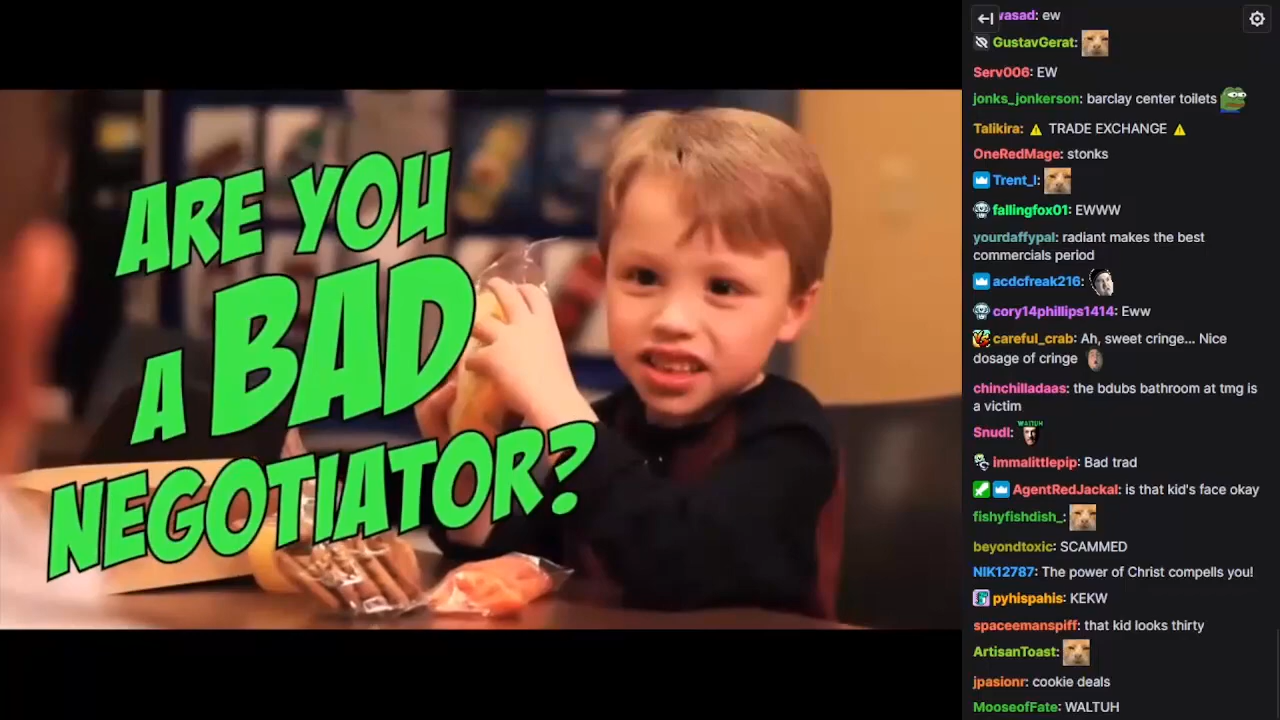 ARE YOU
A BAD
NEGOTIATOR?
wasad: ew
GustavGerat:
Serv006: EW
jonks_jonkerson: barclay center toilets
Talikira: ⚠ TRADE EXCHANGE ⚠
OneRedMage: stonks
Trent_l:
fallingfox01: EWWW
yourdaffypal: radiant makes the best
commercials period
acdcfreak216:
cory14phillips1414: Eww
careful_crab: Ah, sweet cringe... Nice
dosage of cringe
chinchilladaas: the bdubs bathroom at tmg is
a victim
Snudl: WALTUH
immalittlepip: Bad trad
AgentRedJackal: is that kid's face okay
fishyfishdish_:
beyondtoxic: SCAMMED
NIK12787: The power of Christ compells you!
pyhispahis: KEKW
spaceemanspiff: that kid looks thirty
ArtisanToast:
jpasionr: cookie deals
MooseofFate: WALTUH